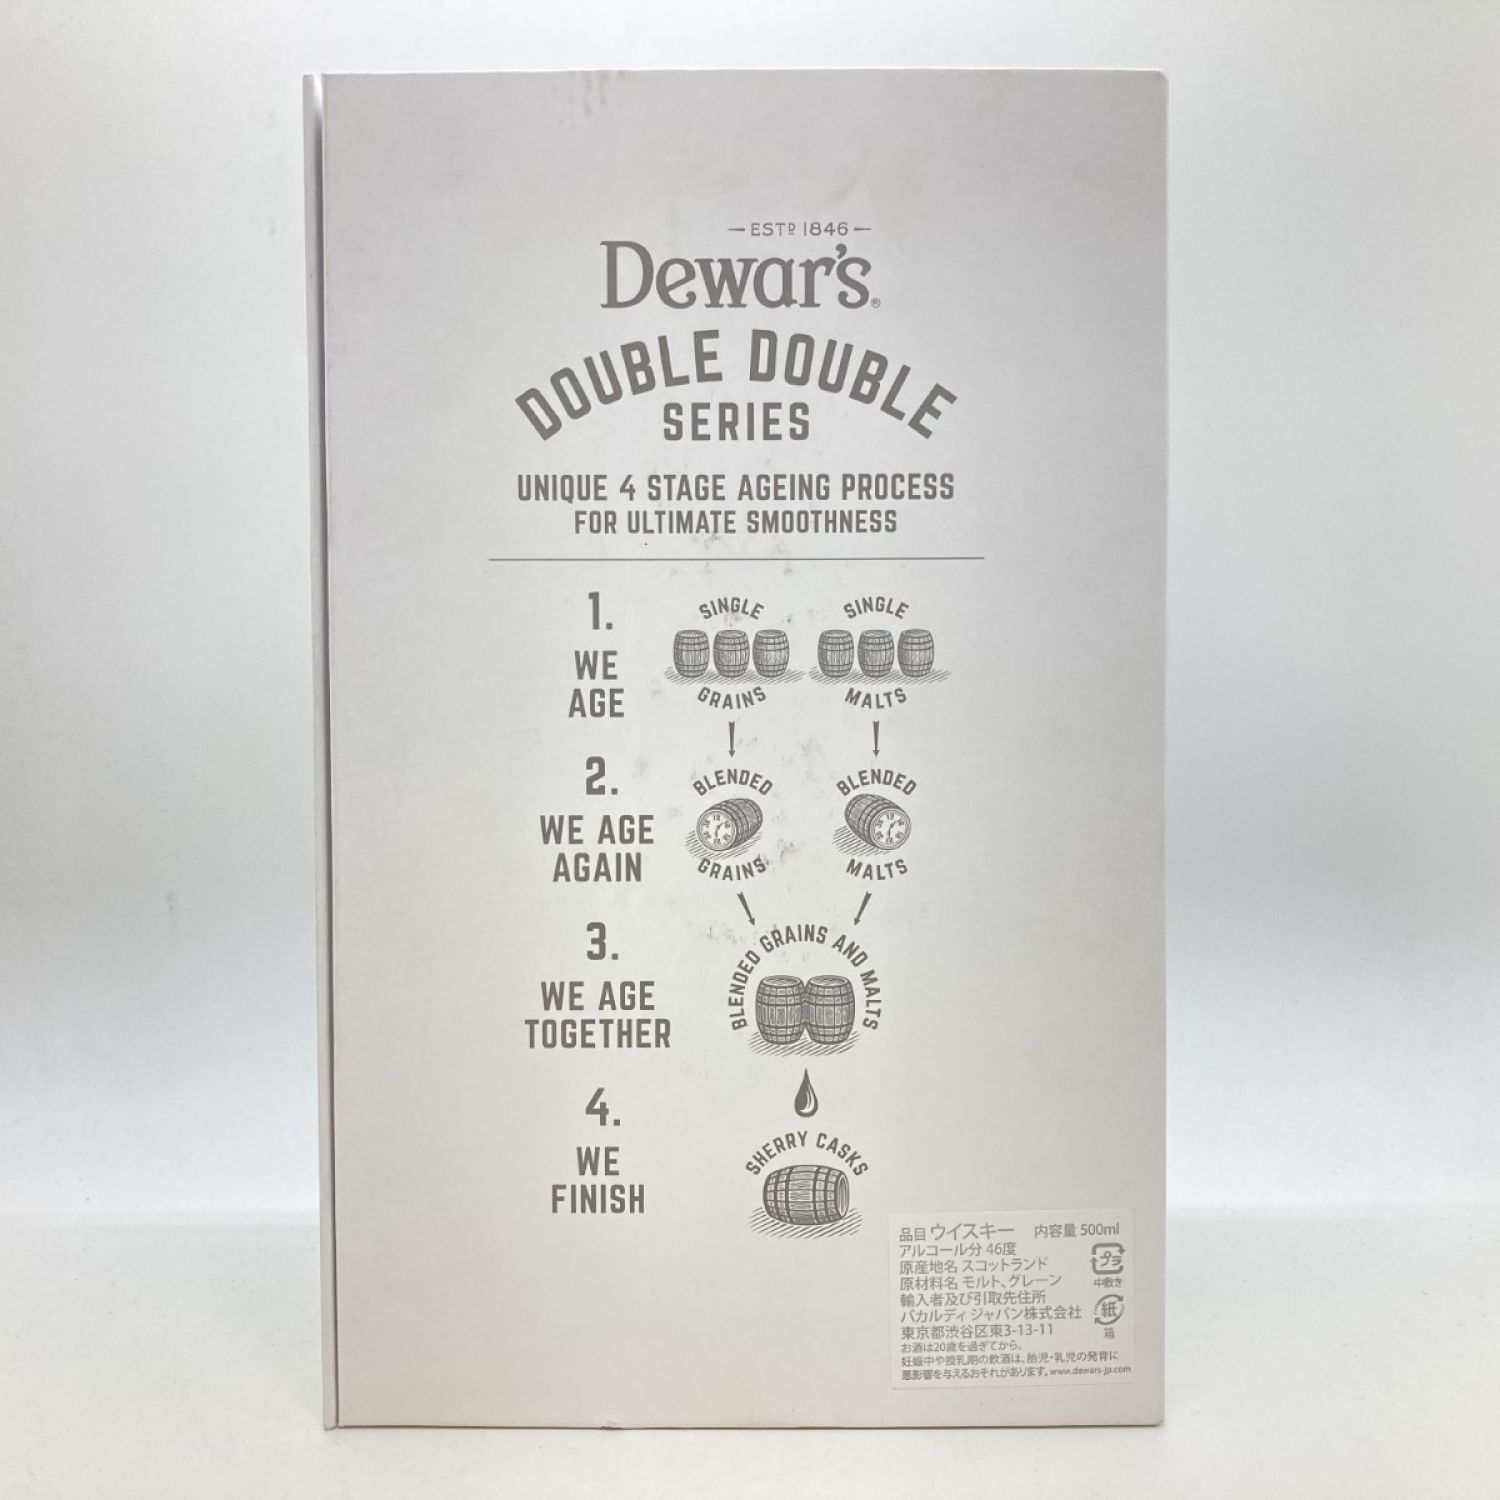 ESTD 1846
Dewar's®
DOUBLE DOUBLE
SERIES
UNIQUE 4 STAGE AGEING PROCESS
FOR ULTIMATE SMOOTHNESS
1.
WE
AGE
SINGLE
GRAINS
SINGLE
MALTS
2.
WE AGE
AGAIN
BLENDED
GRAINS
BLENDED
MALTS
3.
WE AGE
TOGETHER
BLENDED GRAINS AND MALTS
4.
WE
FINISH
SHERRY CASKS
品目 ウイスキー 内容量 500ml
アルコール分 46度
原産地名 スコットランド
原材料名 モルト、グレーン
輸入者及び引取先住所
バカルディ ジャパン株式会社
東京都渋谷区東3-13-11
お酒は20歳を過ぎてから。
妊娠中や授乳期の飲酒は、胎児・乳児の発育に
悪影響を与えるおそれがあります。www.dewars-jp.com
プラ
中敷き
紙
箱